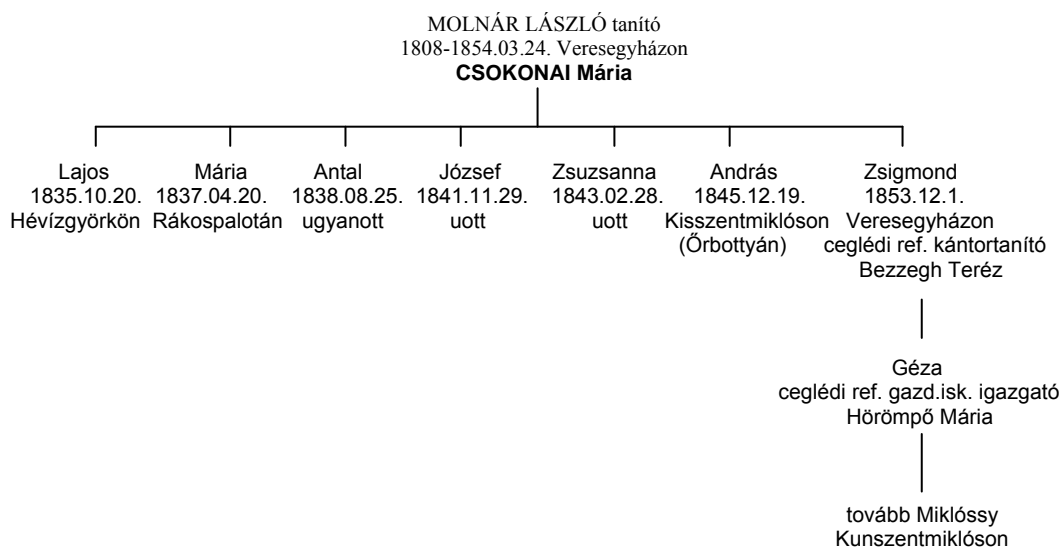 MOLNÁR LÁSZLÓ tanító
1808-1854.03.24. Veresegyházon
CSOKONAI Mária
Lajos Mária Antal József Zsuzsanna András Zsigmond
1835.10.20. 1837.04.20. 1838.08.25. 1841.11.29. 1843.02.28. 1845.12.19. 1853.12.1.
Hévízgyörkön Rákospalotán ugyanott uott uott Kisszentmiklóson Veresegyházon
(Őrbottyán) ceglédi ref. kántortanító
Bezzegh Teréz
Géza
ceglédi ref. gazd.isk. igazgató
Hörömpő Mária
tovább Miklóssy
Kunszentmiklóson